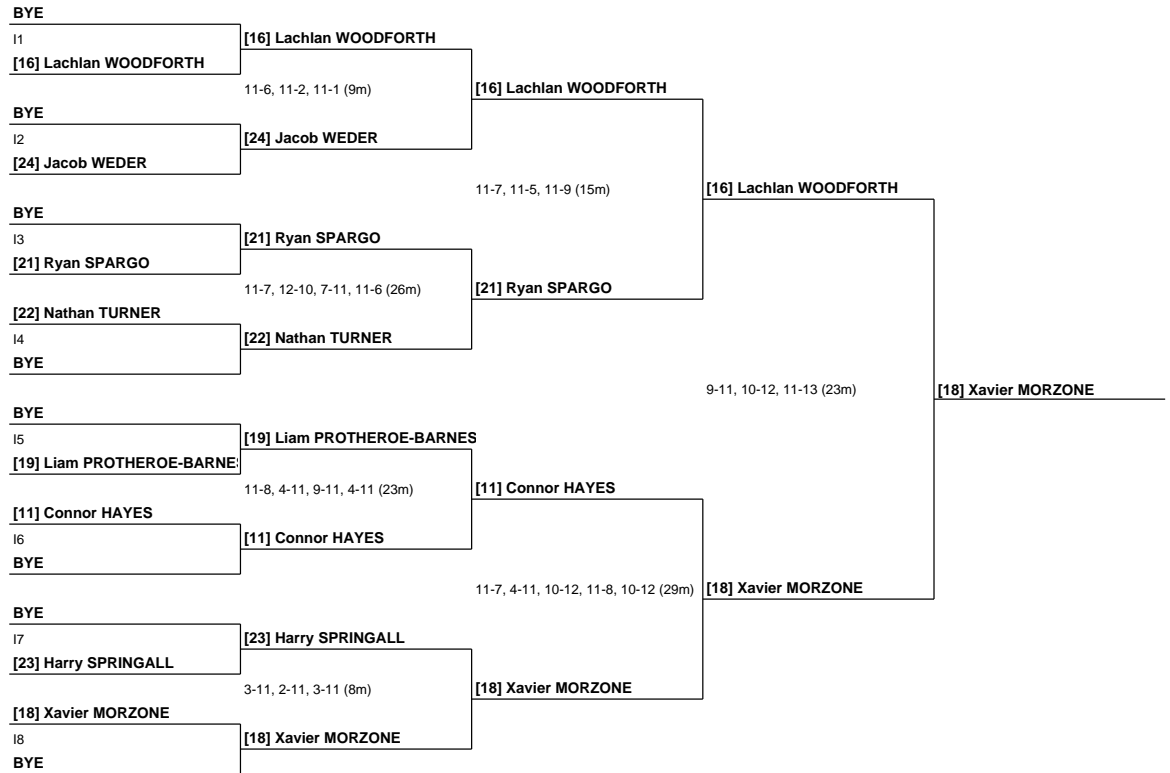 BYE
I1
[16] Lachlan WOODFORTH
BYE
I2
[24] Jacob WEDER
BYE
I3
[21] Ryan SPARGO
[22] Nathan TURNER
I4
BYE
BYE
I5
[19] Liam PROTHEROE-BARNES
[11] Connor HAYES
I6
BYE
BYE
I7
[23] Harry SPRINGALL
[18] Xavier MORZONE
I8
BYE
[16] Lachlan WOODFORTH
11-6, 11-2, 11-1 (9m)
[24] Jacob WEDER
[21] Ryan SPARGO
11-7, 12-10, 7-11, 11-6 (26m)
[22] Nathan TURNER
[19] Liam PROTHEROE-BARNES
11-8, 4-11, 9-11, 4-11 (23m)
[11] Connor HAYES
[23] Harry SPRINGALL
3-11, 2-11, 3-11 (8m)
[18] Xavier MORZONE
[16] Lachlan WOODFORTH
11-7, 11-5, 11-9 (15m)
[21] Ryan SPARGO
[11] Connor HAYES
11-7, 4-11, 10-12, 11-8, 10-12 (29m)
[18] Xavier MORZONE
[16] Lachlan WOODFORTH
9-11, 10-12, 11-13 (23m)
[18] Xavier MORZONE
[18] Xavier MORZONE